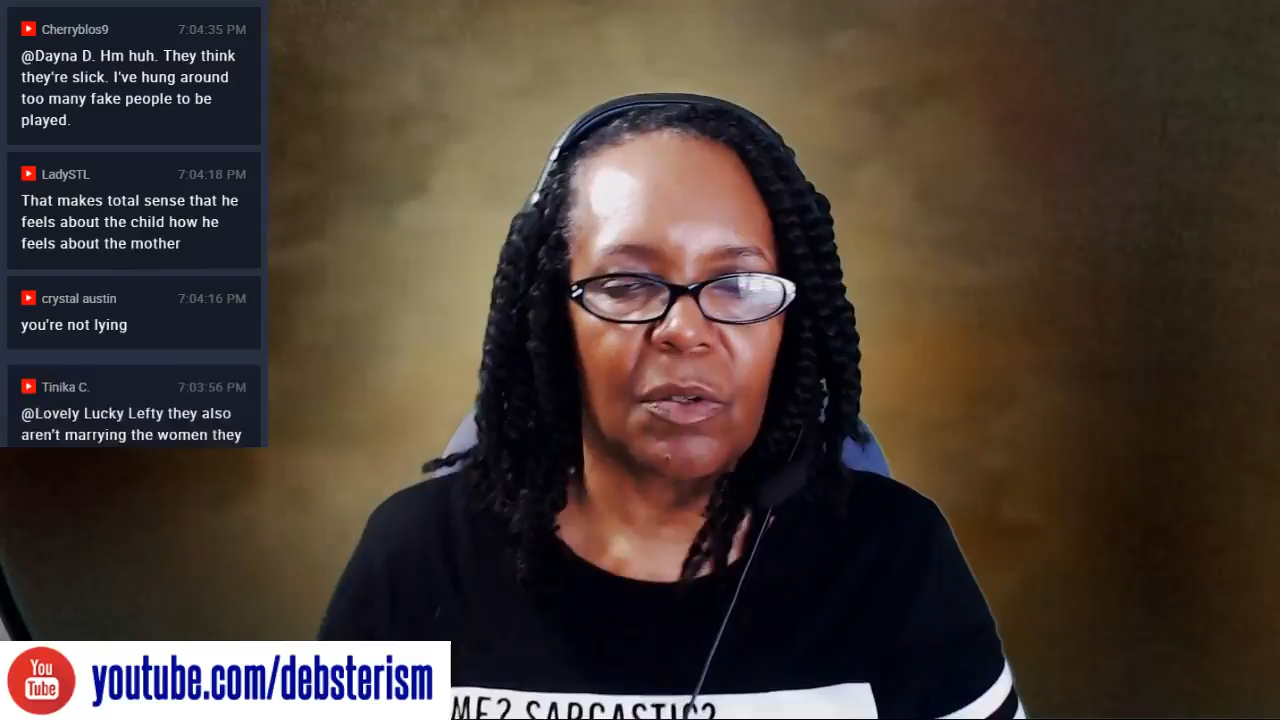 Cherryblos9 7:04:35 PM
@Dayna D. Hm huh. They think
they're slick. I've hung around
too many fake people to be
played.
LadySTL 7:04:18 PM
That makes total sense that he
feels about the child how he
feels about the mother
crystal austin 7:04:16 PM
you're not lying
Tinika C. 7:03:56 PM
@Lovely Lucky Lefty they also
aren't marrying the women they
You
Tube
youtube.com/debsterism
ME? SARCASTIC?